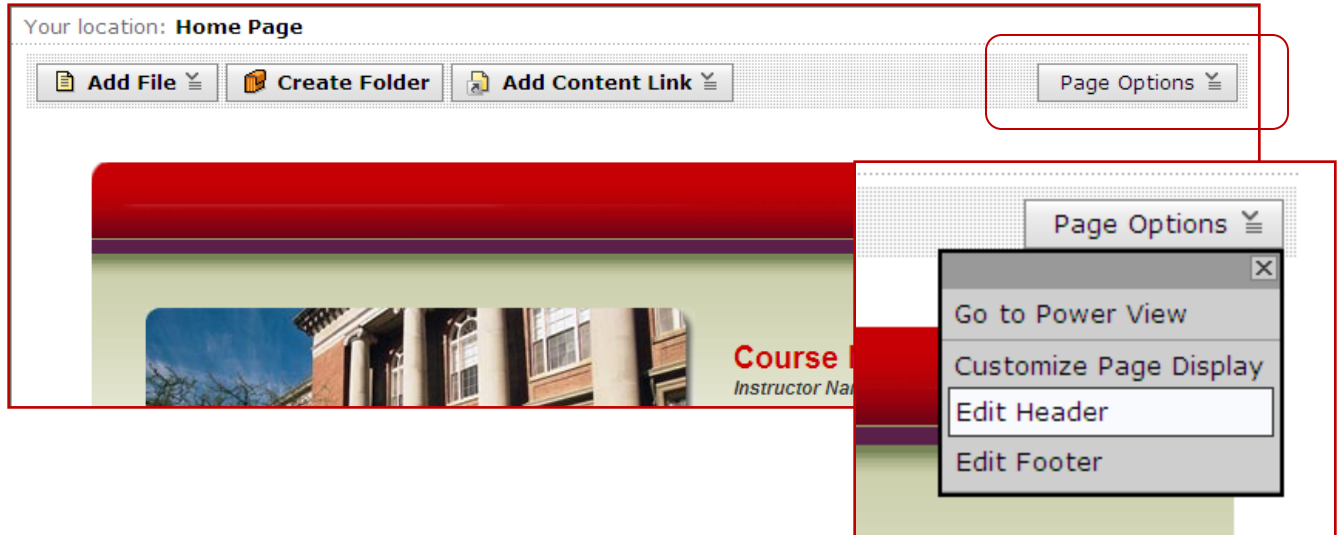 Your location: Home Page
Add File Create Folder Add Content Link Page Options
Course
Instructor
Page Options
Go to Power View
Customize Page Display
Edit Header
Edit Footer